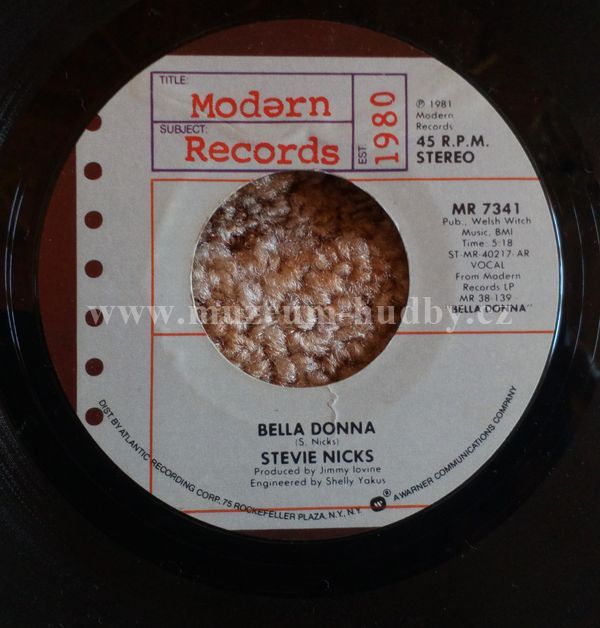 TITLE:
Modərn
SUBJECT:
Records
EST. 1980
℗ 1981
Modern
Records
45 R.P.M.
STEREO
MR 7341
Pub., Welsh Witch
Music, BMI
Time: 5:18
ST-MR-40217-AR
VOCAL
From Modern
Records LP
MR 38-139
"BELLA DONNA"
www.muzeum-hudby.cz
BELLA DONNA
(S. Nicks)
STEVIE NICKS
Produced by Jimmy Iovine
Engineered by Shelly Yakus
DIST. BY ATLANTIC RECORDING CORP. 75 ROCKEFELLER PLAZA, N.Y., N.Y. ® A WARNER COMMUNICATIONS COMPANY